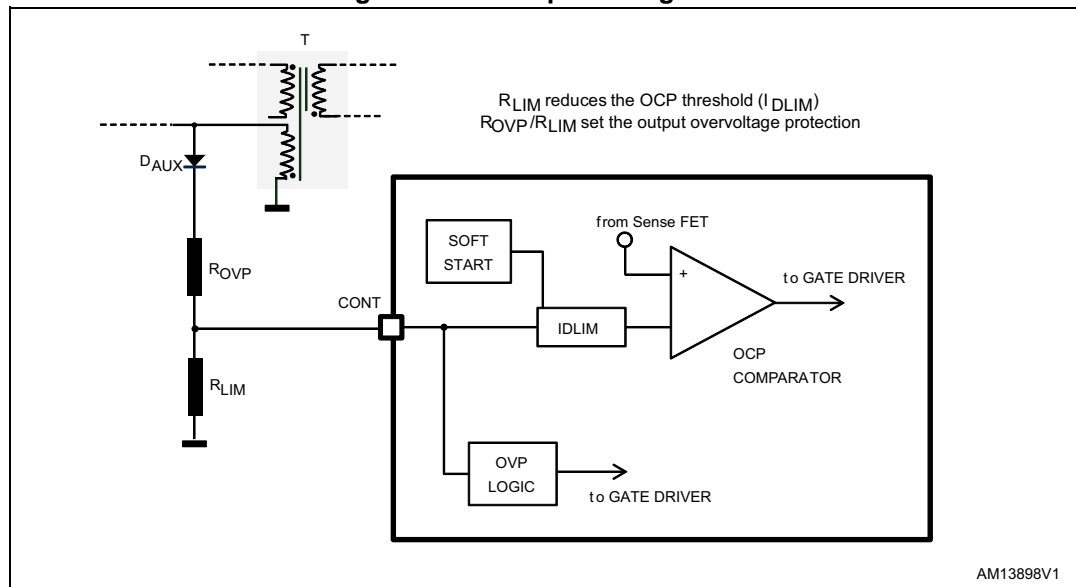 T
RLIM reduces the OCP threshold (IDLIM)
ROVP/RLIM set the output overvoltage protection
DAUX
from Sense FET
SOFT
START
ROVP
+
to GATE DRIVER
CONT
IDLIM
OCP
COMPARATOR
RLIM
OVP
LOGIC
to GATE DRIVER
AM13898V1